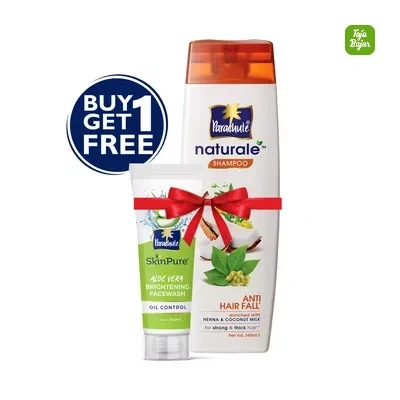 Taja
Bajar
BUY 1
GET
FREE
Parachute
naturale™
SHAMPOO
Parachute
SkinPure
ALOE VERA
BRIGHTENING
FACEWASH
OIL CONTROL
ANTI
HAIR FALL*
enriched with
HENNA & COCONUT MILK
for strong & thick hair